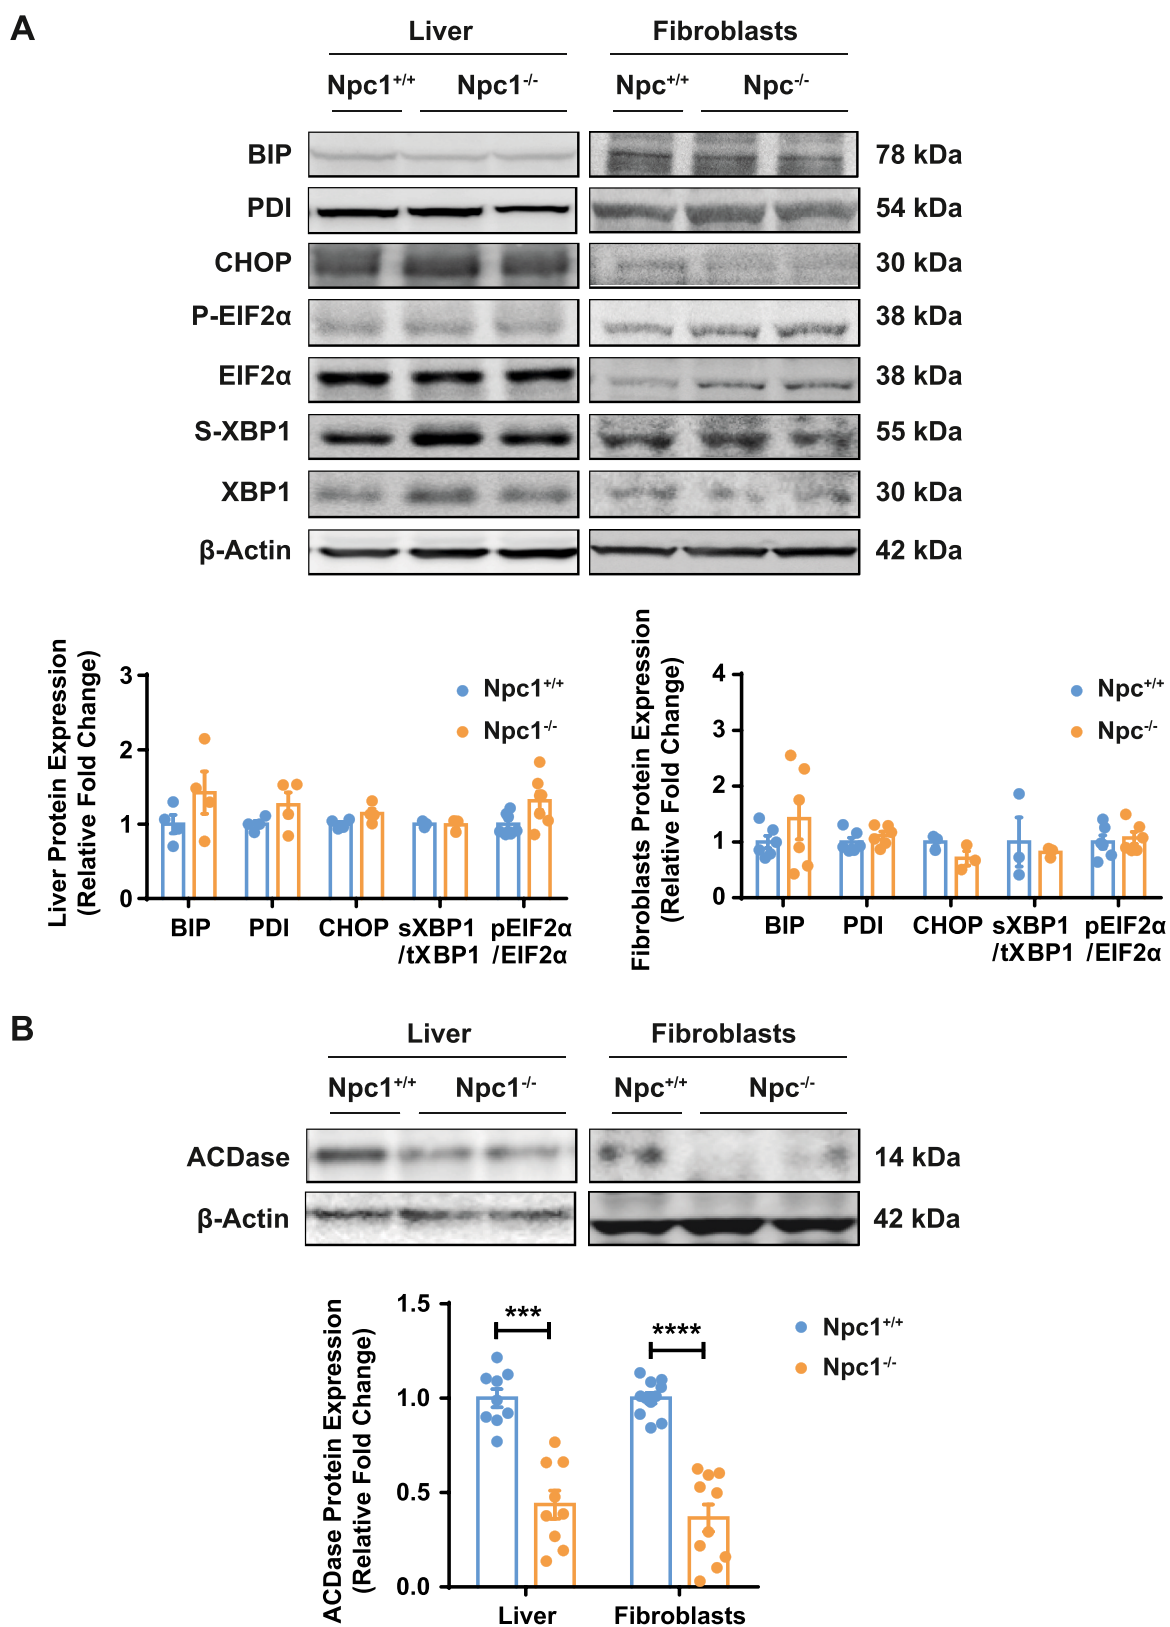 A
Liver Fibroblasts
Npc1+/+ Npc1-/- Npc+/+ Npc-/-
BIP 78 kDa
PDI 54 kDa
CHOP 30 kDa
P-EIF2α 38 kDa
EIF2α 38 kDa
S-XBP1 55 kDa
XBP1 30 kDa
β-Actin 42 kDa
Liver Protein Expression
(Relative Fold Change)
3
2
1
0
Npc1+/+
Npc1-/-
BIP PDI CHOP sXBP1 pEIF2α
/tXBP1 /EIF2α
Fibroblasts Protein Expression
(Relative Fold Change)
4
3
2
1
0
Npc+/+
Npc-/-
BIP PDI CHOP sXBP1 pEIF2α
/tXBP1 /EIF2α
B
Liver Fibroblasts
Npc1+/+ Npc1-/- Npc+/+ Npc-/-
ACDase 14 kDa
β-Actin 42 kDa
ACDase Protein Expression
(Relative Fold Change)
1.5
1.0
0.5
0.0
*** ****
Npc1+/+
Npc1-/-
Liver Fibroblasts